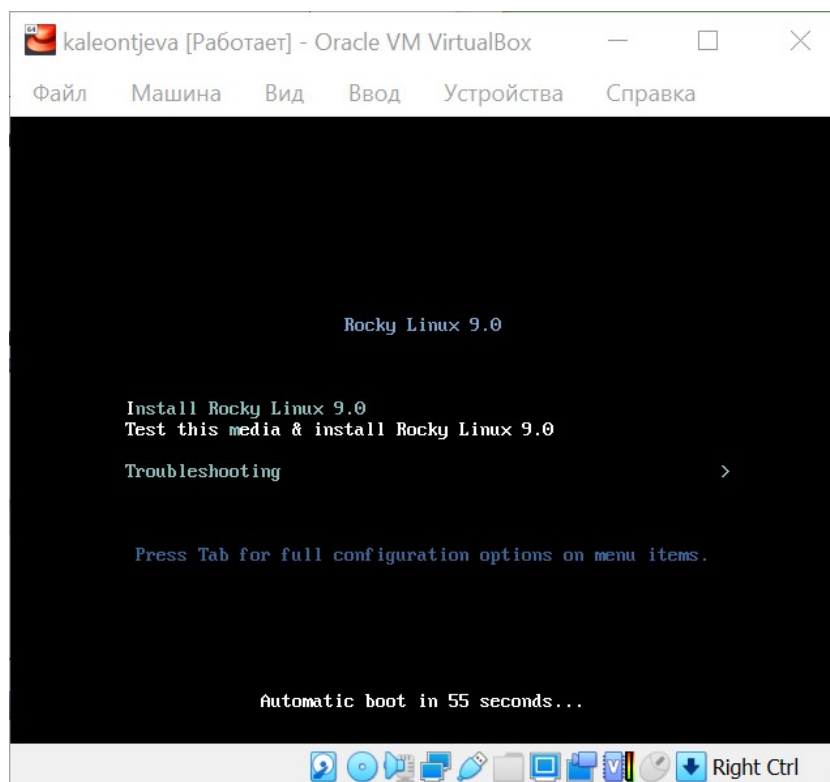 64 kaleontjeva [Работает] - Oracle VM VirtualBox
Файл Машина Вид Ввод Устройства Справка
Rocky Linux 9.0
Install Rocky Linux 9.0
Test this media & install Rocky Linux 9.0
Troubleshooting >
Press Tab for full configuration options on menu items.
Automatic boot in 55 seconds...
V Right Ctrl